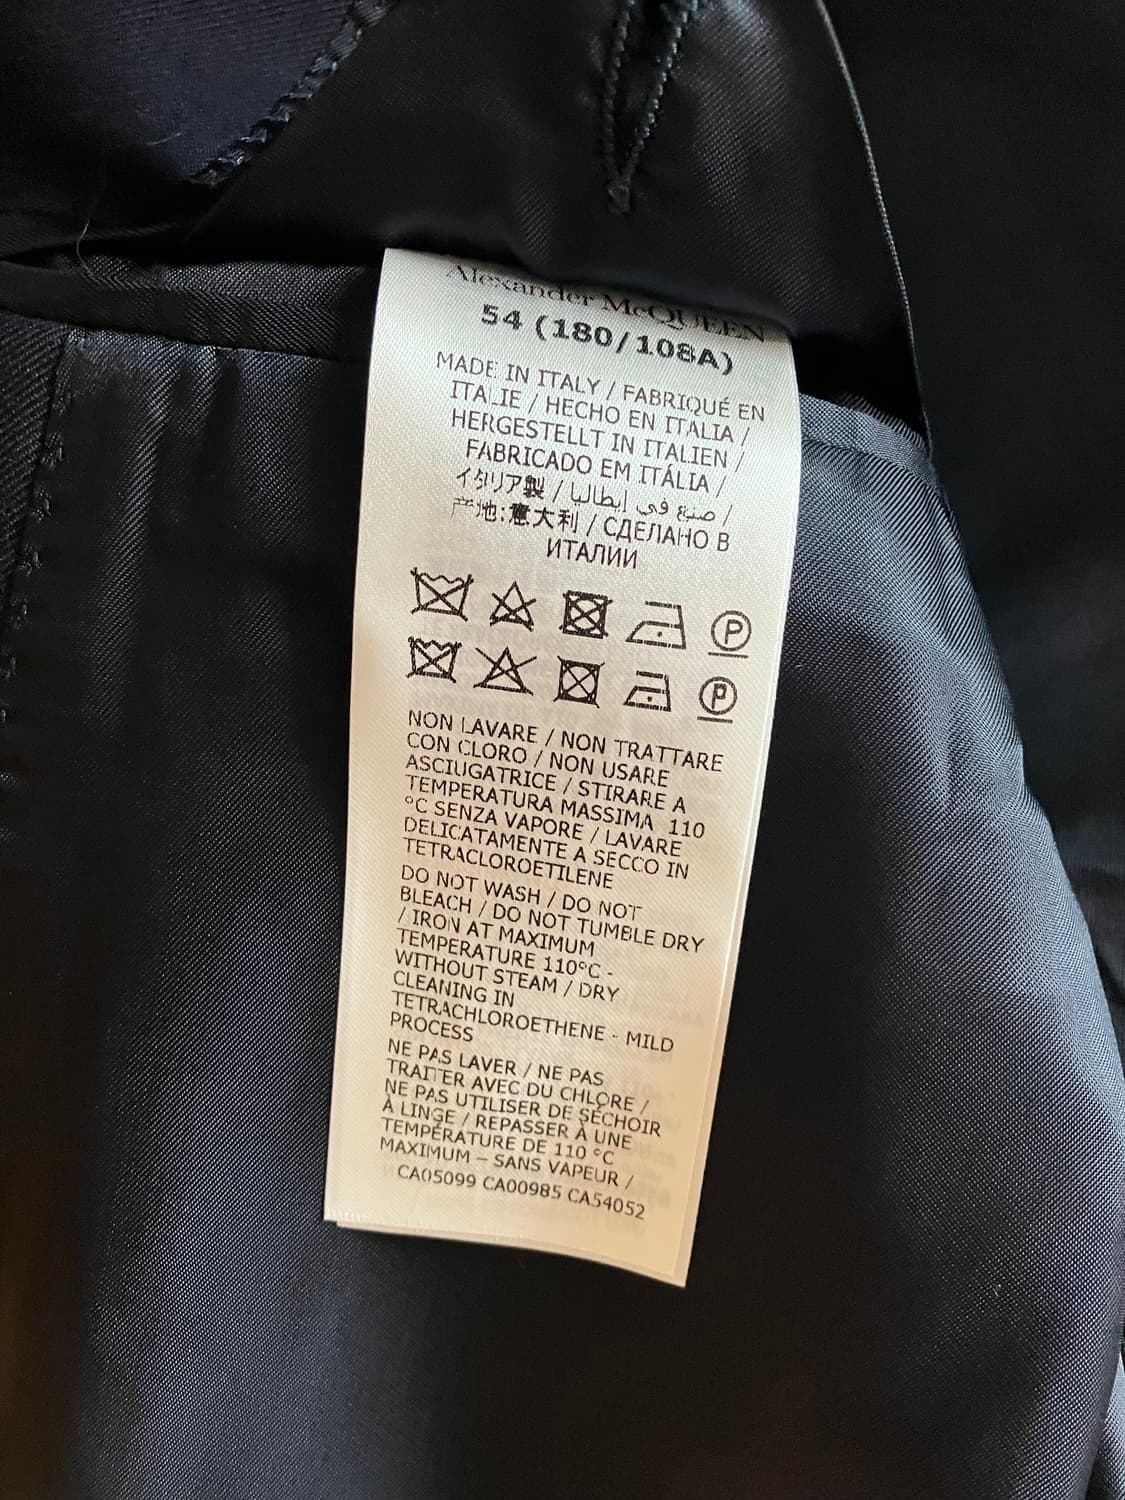 Alexander McQUEEN
54 (180/108A)
MADE IN ITALY / FABRIQUÉ EN
ITALIE / HECHO EN ITALIA /
HERGESTELLT IN ITALIEN /
FABRICADO EM ITÁLIA /
イタリア製 / صنع في إيطاليا /
产地:意大利 / СДЕЛАНО В
ИТАЛИИ
P
P
NON LAVARE / NON TRATTARE
CON CLORO / NON USARE
ASCIUGATRICE / STIRARE A
TEMPERATURA MASSIMA 110
°C SENZA VAPORE / LAVARE
DELICATAMENTE A SECCO IN
TETRACLOROETILENE
DO NOT WASH / DO NOT
BLEACH / DO NOT TUMBLE DRY
/ IRON AT MAXIMUM
TEMPERATURE 110°C -
WITHOUT STEAM / DRY
CLEANING IN
TETRACHLOROETHENE - MILD
PROCESS
NE PAS LAVER / NE PAS
TRAITER AVEC DU CHLORE /
NE PAS UTILISER DE SÉCHOIR
À LINGE / REPASSER À UNE
TEMPÉRATURE DE 110 °C
MAXIMUM – SANS VAPEUR /
CA05099 CA00985 CA54052